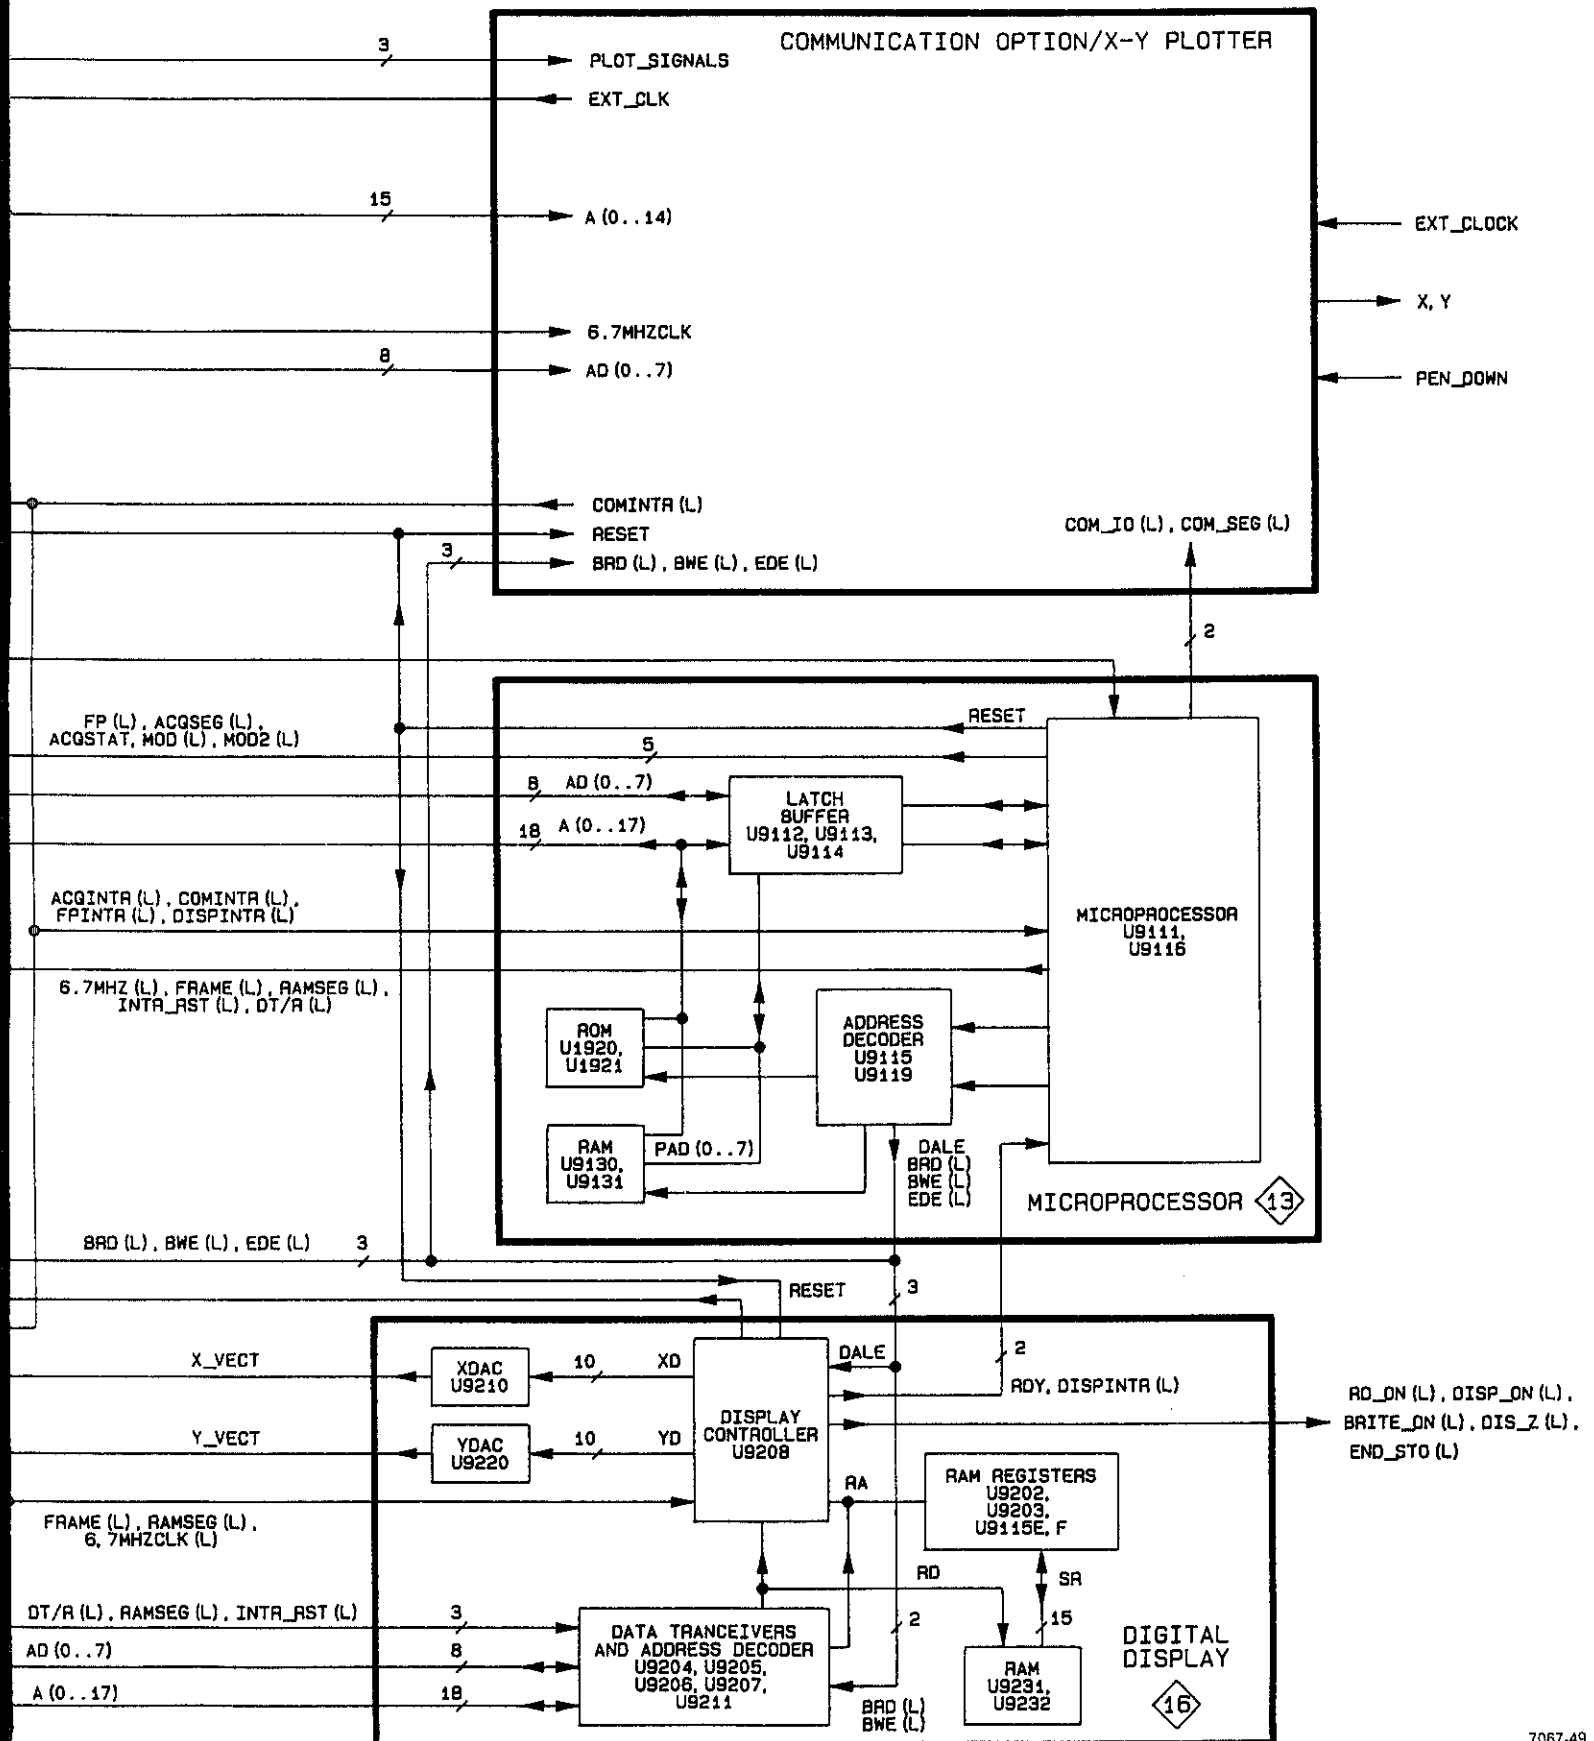 COMMUNICATION OPTION/X-Y PLOTTER
3
PLOT_SIGNALS
EXT_CLK
15
A (0..14)
EXT_CLOCK
X, Y
6.7MHZCLK
8
AD (0..7)
PEN_DOWN
COMINTR (L)
RESET
COM_IO (L), COM_SEG (L)
3
BRD (L), BWE (L), EDE (L)
2
FP (L), ACQSEG (L),
ACQSTAT, MOD (L), MOD2 (L)
RESET
5
8 AD (0..7)
18 A (0..17)
LATCH
BUFFER
U9112, U9113,
U9114
ACQINTR (L), COMINTR (L),
FPINTR (L), DISPINTR (L)
MICROPROCESSOR
U9111,
U9116
6.7MHZ (L), FRAME (L), RAMSEG (L),
INTR_RST (L), DT/R (L)
ROM
U1920,
U1921
ADDRESS
DECODER
U9115
U9119
RAM
U9130,
U9131
PAD (0..7)
DALE
BRD (L)
BWE (L)
EDE (L)
MICROPROCESSOR 13
BRD (L), BWE (L), EDE (L) 3
RESET
3
X_VECT
XDAC
U9210
10 XD
DALE
2
RDY, DISPINTR (L)
Y_VECT
YDAC
U9220
10 YD
DISPLAY
CONTROLLER
U9208
RO_ON (L), DISP_ON (L),
BRITE_ON (L), DIS_Z (L),
END_STO (L)
RA
RAM REGISTERS
U9202,
U9203,
U9115E, F
FRAME (L), RAMSEG (L),
6, 7MHZCLK (L)
RD
SR
15
DT/R (L), RAMSEG (L), INTR_RST (L) 3
AD (0..7) 8
A (0..17) 18
DATA TRANCEIVERS
AND ADDRESS DECODER
U9204, U9205,
U9206, U9207,
U9211
2
BRD (L)
BWE (L)
RAM
U9231,
U9232
DIGITAL
DISPLAY
16
7067-49